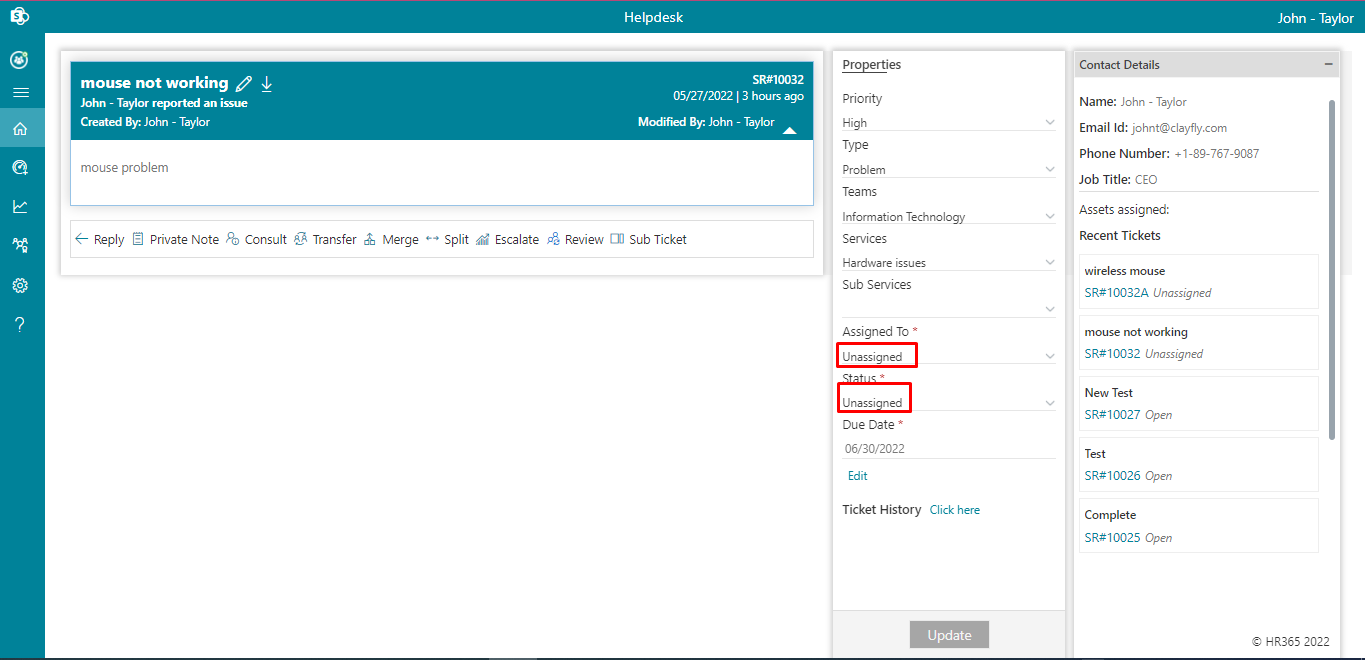 Helpdesk
John - Taylor
mouse not working
SR#10032
John - Taylor reported an issue
05/27/2022 | 3 hours ago
Created By: John - Taylor
Modified By: John - Taylor
mouse problem
Reply Private Note Consult Transfer Merge Split Escalate Review Sub Ticket
Properties
Priority
High
Type
Problem
Teams
Information Technology
Services
Hardware issues
Sub Services
Assigned To *
Unassigned
Status *
Unassigned
Due Date *
06/30/2022
Edit
Ticket History Click here
Update
Contact Details
Name: John - Taylor
Email Id: johnt@clayfly.com
Phone Number: +1-89-767-9087
Job Title: CEO
Assets assigned:
Recent Tickets
wireless mouse
SR#10032A Unassigned
mouse not working
SR#10032 Unassigned
New Test
SR#10027 Open
Test
SR#10026 Open
Complete
SR#10025 Open
© HR365 2022